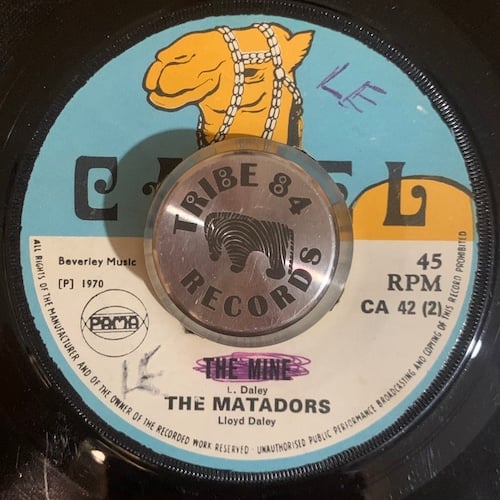 LE
C M L
TRIBE 84
RECORDS
Beverley Music
[P] 1970
PAMA
45
RPM
CA 42 (2)
LE
THE MINE
L. Daley
THE MATADORS
Lloyd Daley
ALL RIGHTS OF THE MANUFACTURER AND OF THE OWNER OF THE RECORDED WORK RESERVED · UNAUTHORISED PUBLIC PERFORMANCE BROADCASTING AND COPYING OF THIS RECORD PROHIBITED